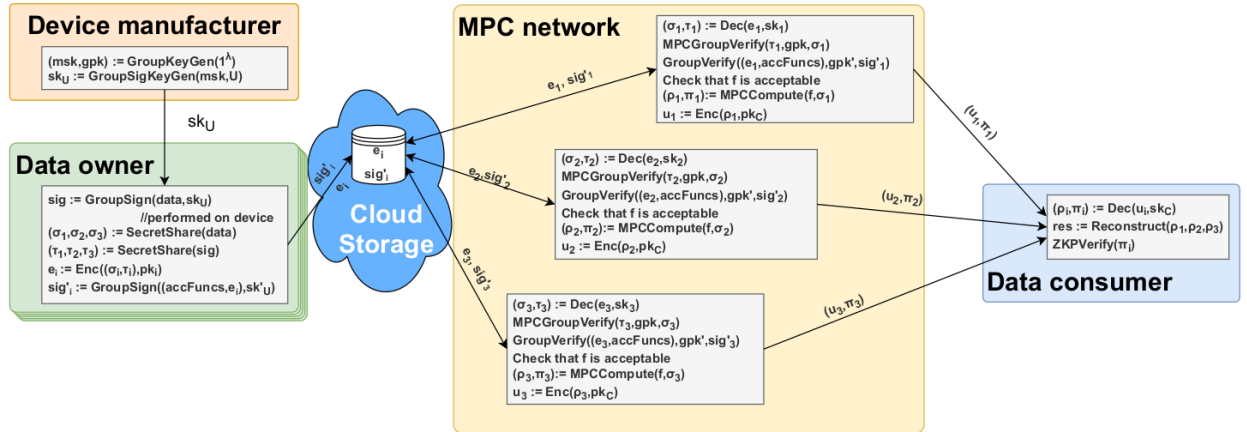 Device manufacturer
(msk,gpk) := GroupKeyGen(1^λ)
sk_U := GroupSigKeyGen(msk,U)
sk_U
Data owner
sig := GroupSign(data,sk_U)
//performed on device
(σ₁,σ₂,σ₃) := SecretShare(data)
(τ₁,τ₂,τ₃) := SecretShare(sig)
e_i := Enc((σ_i,τ_i),pk_i)
sig'_i := GroupSign((accFuncs,e_i),sk'_U)
sig'_i
e_i
e_i
sig'_i
Cloud
Storage
MPC network
e₁, sig'₁
(σ₁,τ₁) := Dec(e₁,sk₁)
MPCGroupVerify(τ₁,gpk,σ₁)
GroupVerify((e₁,accFuncs),gpk',sig'₁)
Check that f is acceptable
(ρ₁,π₁):= MPCCompute(f,σ₁)
u₁ := Enc(ρ₁,pk_C)
e₂,sig'₂
(σ₂,τ₂) := Dec(e₂,sk₂)
MPCGroupVerify(τ₂,gpk,σ₂)
GroupVerify((e₂,accFuncs),gpk',sig'₂)
Check that f is acceptable
(ρ₂,π₂):= MPCCompute(f,σ₂)
u₂ := Enc(ρ₂,pk_C)
e₃, sig'₃
(σ₃,τ₃) := Dec(e₃,sk₃)
MPCGroupVerify(τ₃,gpk,σ₃)
GroupVerify((e₃,accFuncs),gpk',sig'₃)
Check that f is acceptable
(ρ₃,π₃):= MPCCompute(f,σ₃)
u₃ := Enc(ρ₃,pk_C)
(u₁,π₁)
(u₂,π₂)
(u₃,π₃)
(ρ_i,π_i) := Dec(u_i,sk_C)
res := Reconstruct(ρ₁,ρ₂,ρ₃)
ZKPVerify(π_i)
Data consumer